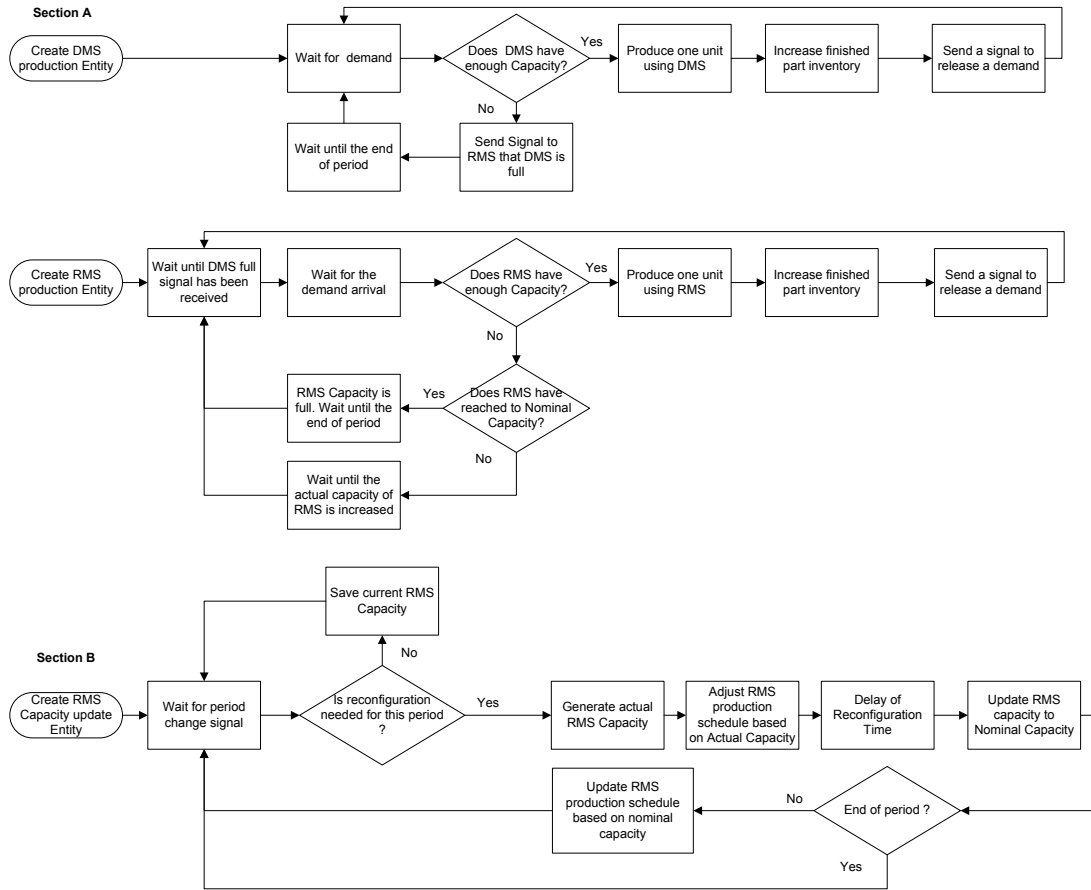 Section A
Create DMS
production Entity
Wait for demand
Does DMS have
enough Capacity?
Yes
Produce one unit
using DMS
Increase finished
part inventory
Send a signal to
release a demand
No
Wait until the end
of period
Send Signal to
RMS that DMS is
full
Create RMS
production Entity
Wait until DMS full
signal has been
received
Wait for the
demand arrival
Does RMS have
enough Capacity?
Yes
Produce one unit
using RMS
Increase finished
part inventory
Send a signal to
release a demand
No
RMS Capacity is
full. Wait until the
end of period
Yes
Does RMS have
reached to Nominal
Capacity?
No
Wait until the
actual capacity of
RMS is increased
Save current RMS
Capacity
No
Section B
Create RMS
Capacity update
Entity
Wait for period
change signal
Is reconfiguration
needed for this period
?
Yes
Generate actual
RMS Capacity
Adjust RMS
production
schedule based
on Actual Capacity
Delay of
Reconfiguration
Time
Update RMS
capacity to
Nominal Capacity
Update RMS
production schedule
based on nominal
capacity
No
End of period ?
Yes